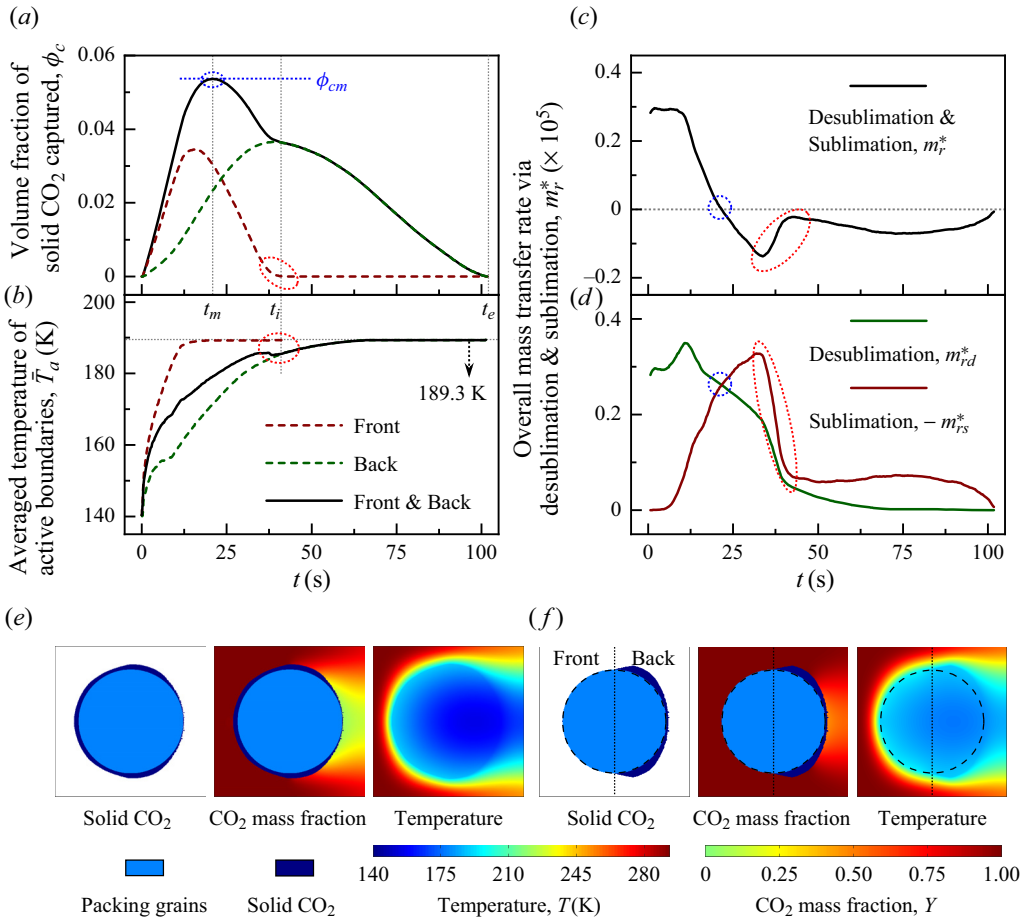 (a)
Volume fraction of
solid CO2 captured, ϕc
0.06
0.04
0.02
0
ϕcm
(b)
tm
ti
te
Averaged temperature of
active boundaries, T̄a (K)
200
190
180
170
160
150
140
189.3 K
Front
Back
Front & Back
0
25
50
75
100
t (s)
(c)
Overall mass transfer rate via
desublimation & sublimation, m*r (× 10^5)
0.4
0.2
0
−0.2
Desublimation &
Sublimation, m*r
(d)
0.4
0.2
0
Desublimation, m*rd
Sublimation, − m*rs
0
25
50
75
100
t (s)
(e)
Solid CO2
CO2 mass fraction
Temperature
(f)
Front
Back
Solid CO2
CO2 mass fraction
Temperature
Packing grains
Solid CO2
140
175
210
245
280
Temperature, T(K)
0
0.25
0.50
0.75
1.00
CO2 mass fraction, Y